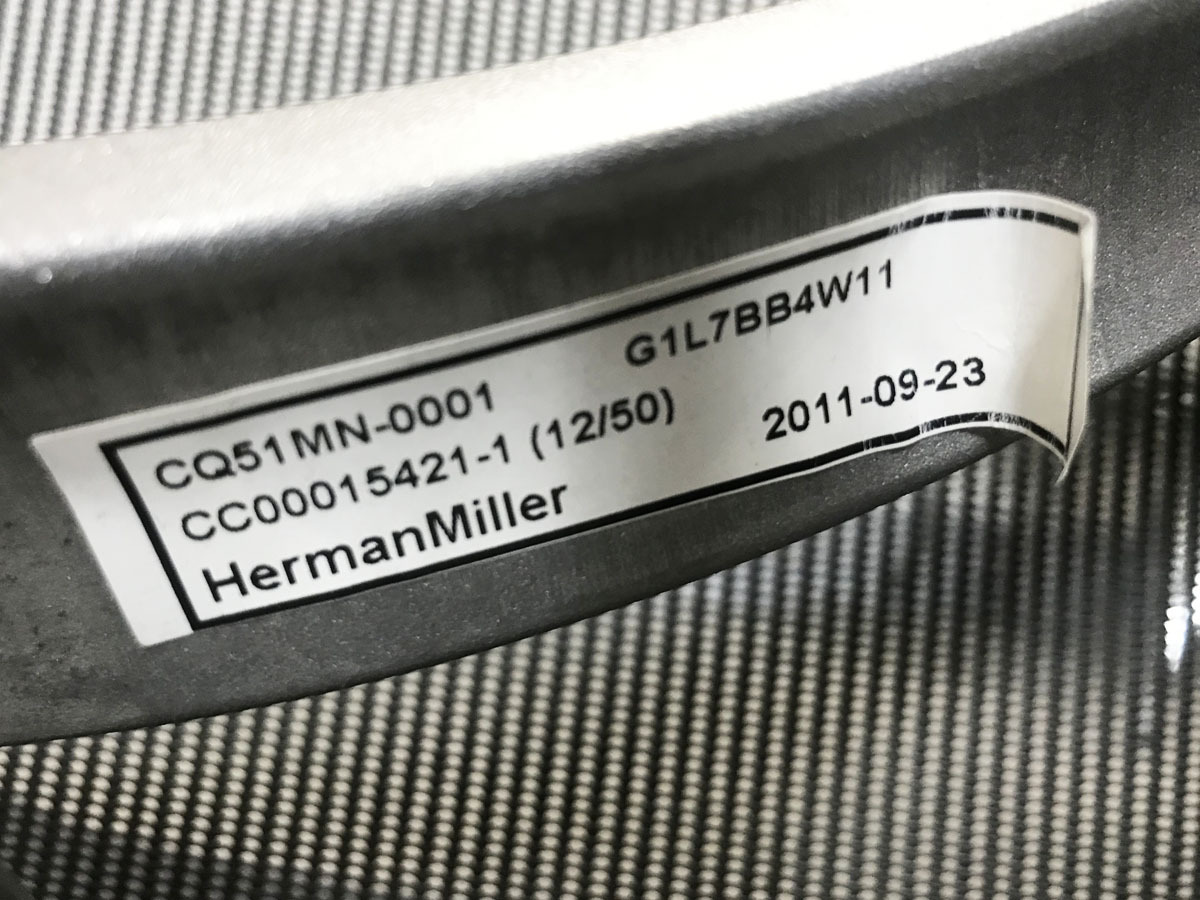 CQ51MN-0001 G1L7BB4W11
CC00015421-1 (12/50) 2011-09-23
HermanMiller